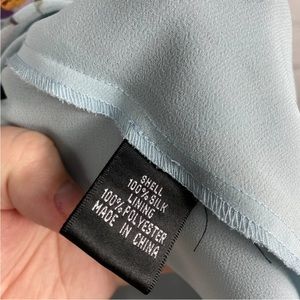 SHELL
100% SILK
LINING
100% POLYESTER
MADE IN CHINA